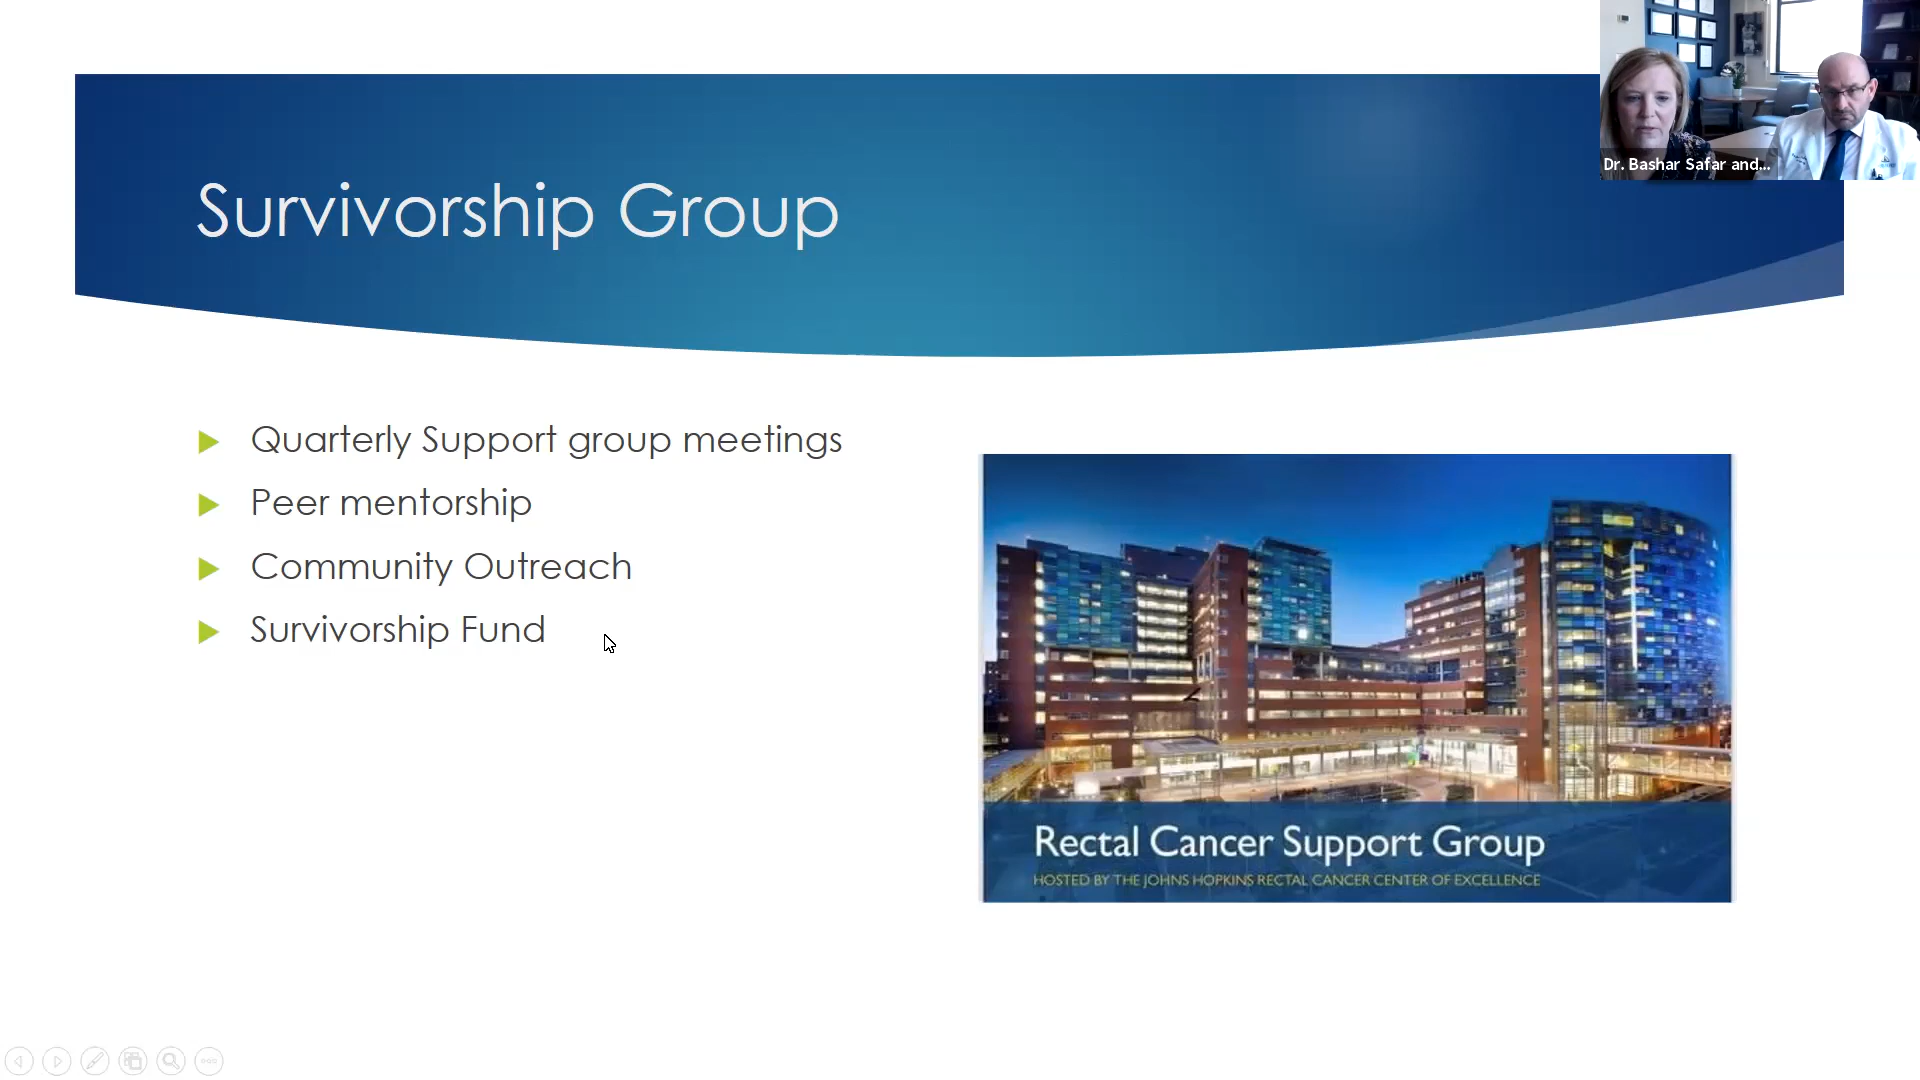 Dr. Bashar Safar and...
Survivorship Group
Quarterly Support group meetings
Peer mentorship
Community Outreach
Survivorship Fund
Rectal Cancer Support Group
HOSTED BY THE JOHNS HOPKINS RECTAL CANCER CENTER OF EXCELLENCE